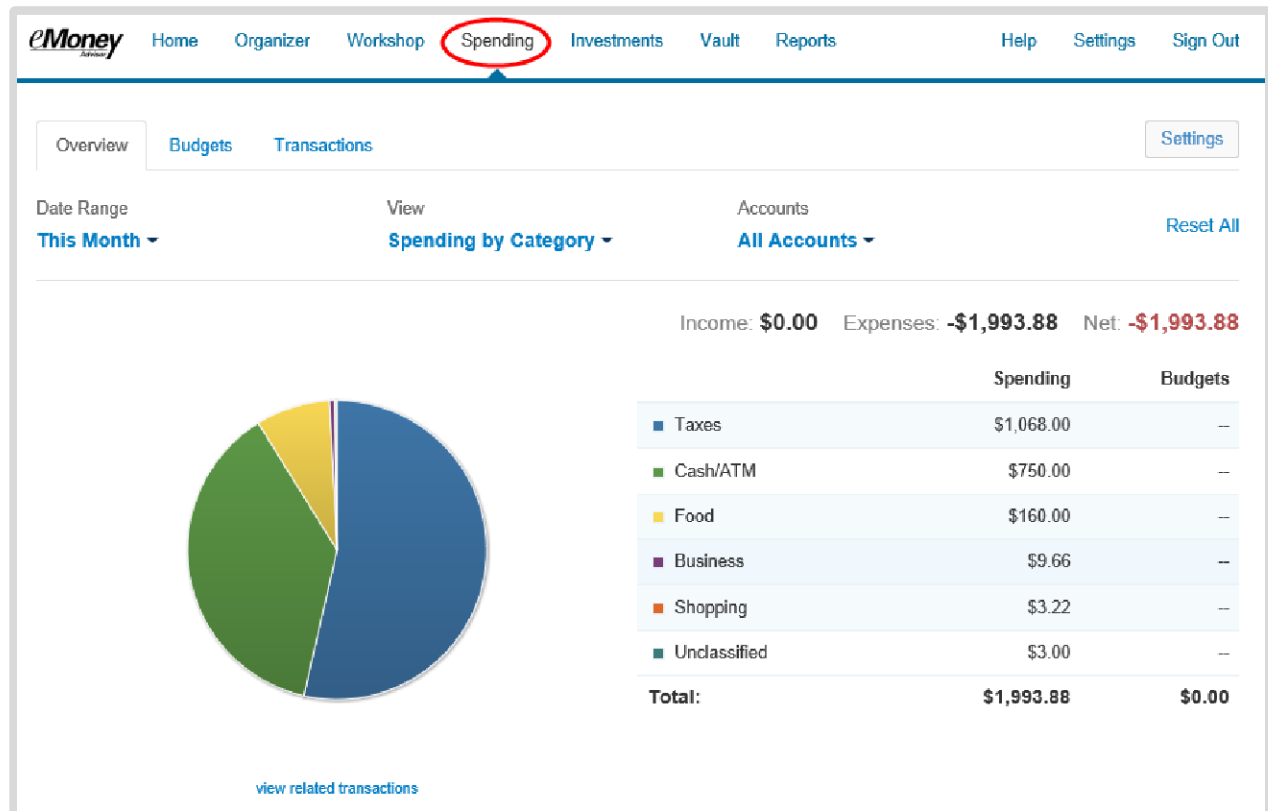 eMoney Advisor Home Organizer Workshop Spending Investments Vault Reports Help Settings Sign Out
Overview Budgets Transactions Settings
Date Range View Accounts
This Month Spending by Category All Accounts Reset All
Income: $0.00 Expenses: -$1,993.88 Net: -$1,993.88
Spending Budgets
Taxes $1,068.00 --
Cash/ATM $750.00 --
Food $160.00 --
Business $9.66 --
Shopping $3.22 --
Unclassified $3.00 --
Total: $1,993.88 $0.00
view related transactions